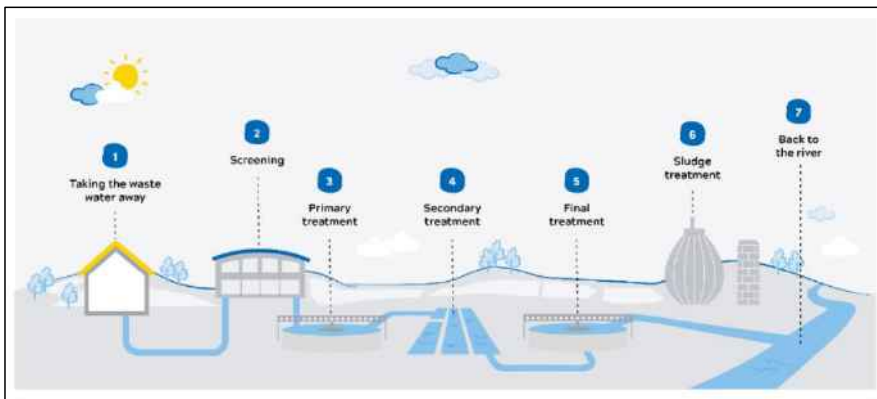 1
Taking the waste
water away
2
Screening
3
Primary
treatment
4
Secondary
treatment
5
Final
treatment
6
Sludge
treatment
7
Back to
the river